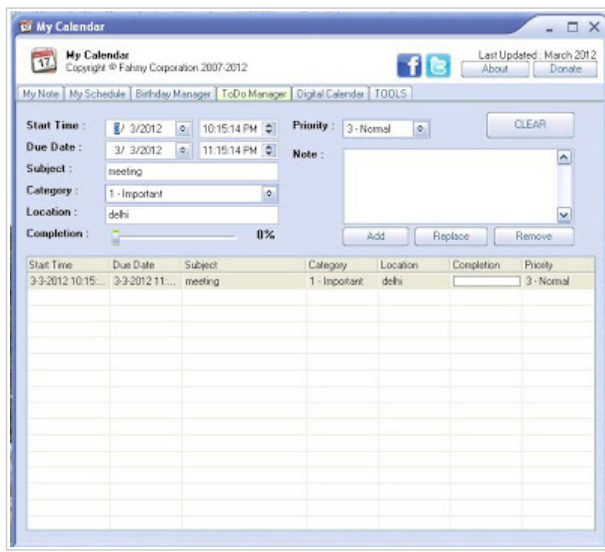 My Calendar
My Calendar
Copyright © Fahmy Corporation 2007-2012
Last Updated : March 2012
About Donate
My Note My Schedule Birthday Manager ToDo Manager Digital Calendar TOOLS
Start Time : 3/ 3/2012 10:15:14 PM Priority : 3 - Normal CLEAR
Due Date : 3/ 3/2012 11:15:14 PM Note :
Subject : meeting
Category : 1 - Important
Location : delhi
Completion : 0% Add Replace Remove
Start Time Due Date Subject Category Location Completion Priority
3-3-2012 10:15:... 3-3-2012 11:... meeting 1 - Important delhi 3 - Normal